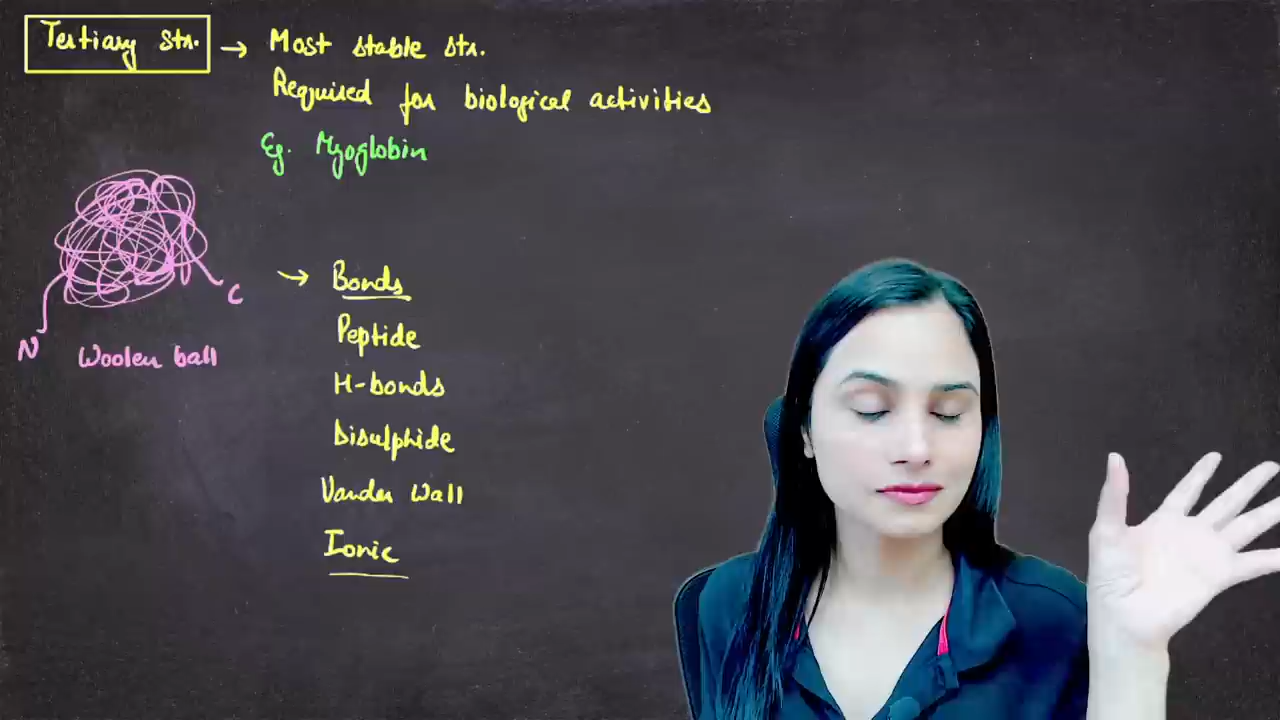 Tertiary Str. → Most stable str.
Required for biological activities
Eg. Myoglobin
→ Bonds
Peptide
H-bonds
Disulphide
Vander Wall
Ionic
N
C
Woolen ball